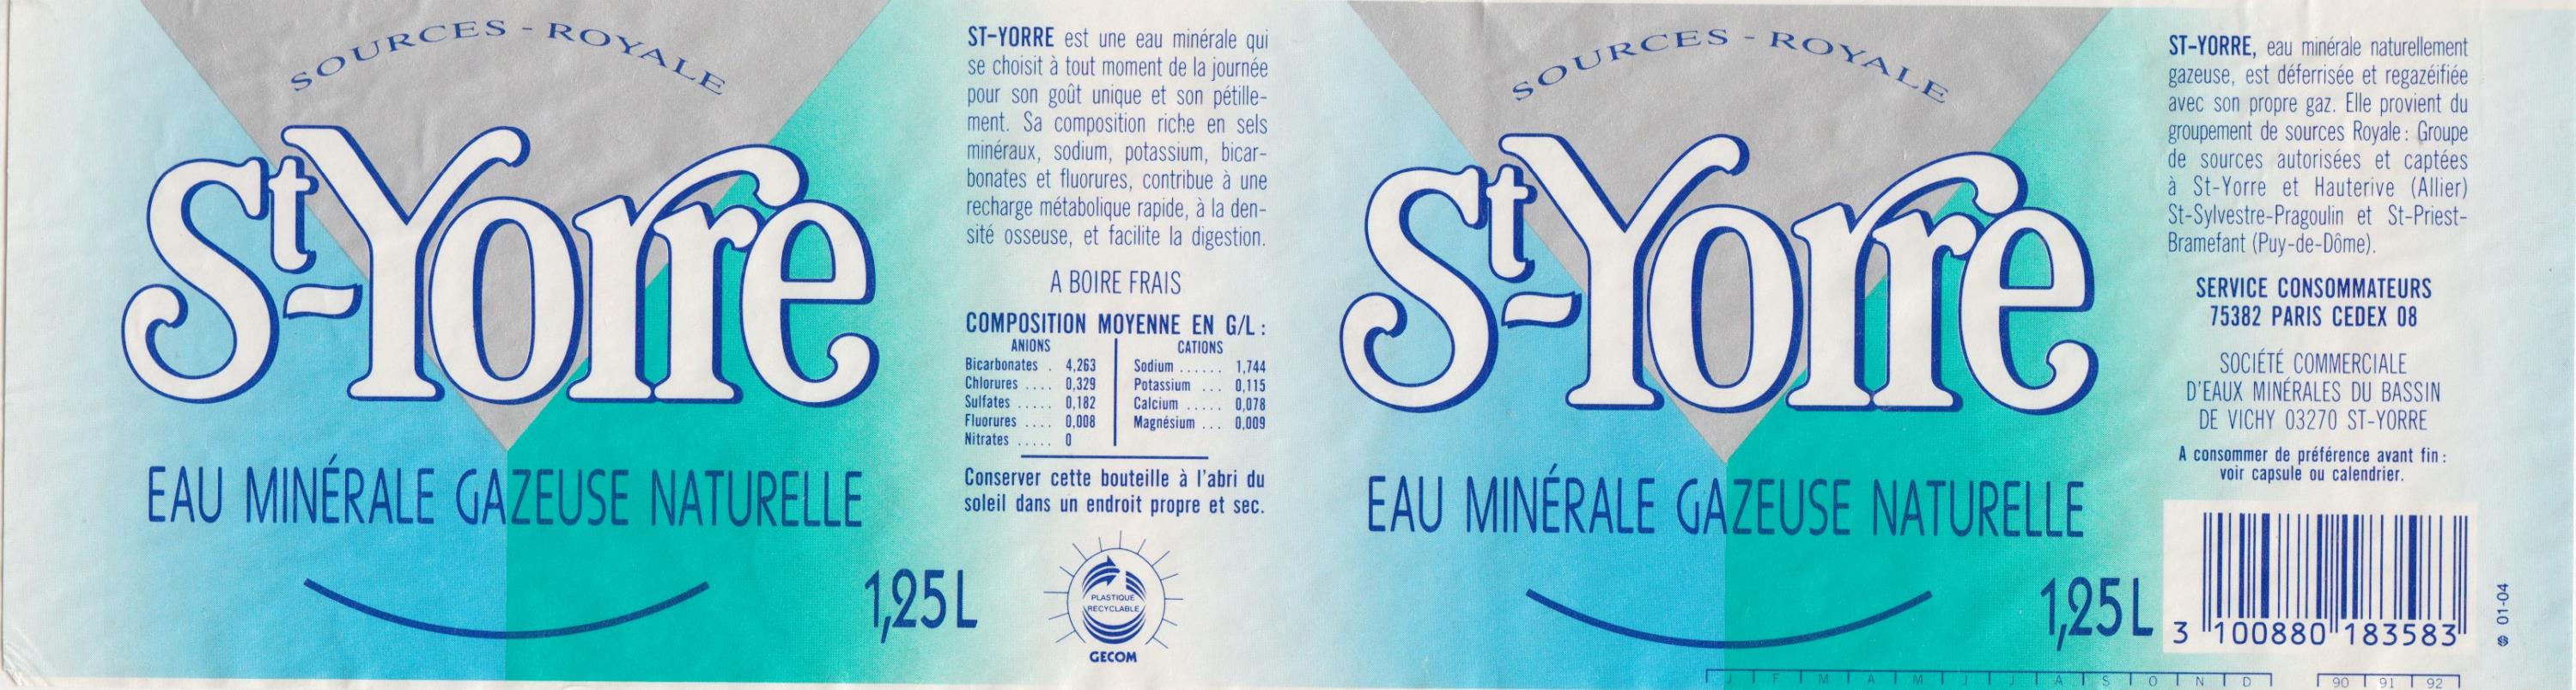 SOURCES - ROYALE
St-Yorre
EAU MINÉRALE GAZEUSE NATURELLE
1,25 L
ST-YORRE est une eau minérale qui
se choisit à tout moment de la journée
pour son goût unique et son pétille-
ment. Sa composition riche en sels
minéraux, sodium, potassium, bicar-
bonates et fluorures, contribue à une
recharge métabolique rapide, à la den-
sité osseuse, et facilite la digestion.
A BOIRE FRAIS
COMPOSITION MOYENNE EN G/L :
ANIONS
Bicarbonates . 4,263
Chlorures .... 0,329
Sulfates ..... 0,182
Fluorures .... 0,008
Nitrates ..... 0
CATIONS
Sodium ...... 1,744
Potassium ... 0,115
Calcium ..... 0,078
Magnésium ... 0,009
Conserver cette bouteille à l'abri du
soleil dans un endroit propre et sec.
PLASTIQUE
RECYCLABLE
GECOM
SOURCES - ROYALE
St-Yorre
EAU MINÉRALE GAZEUSE NATURELLE
1,25 L
ST-YORRE, eau minérale naturellement
gazeuse, est déferrisée et regazéifiée
avec son propre gaz. Elle provient du
groupement de sources Royale : Groupe
de sources autorisées et captées
à St-Yorre et Hauterive (Allier)
St-Sylvestre-Pragoulin et St-Priest-
Bramefant (Puy-de-Dôme).
SERVICE CONSOMMATEURS
75382 PARIS CEDEX 08
SOCIÉTÉ COMMERCIALE
D'EAUX MINÉRALES DU BASSIN
DE VICHY 03270 ST-YORRE
A consommer de préférence avant fin :
voir capsule ou calendrier.
3 100880 183583
01-04
J F M A M J J A S O N D
90 91 92